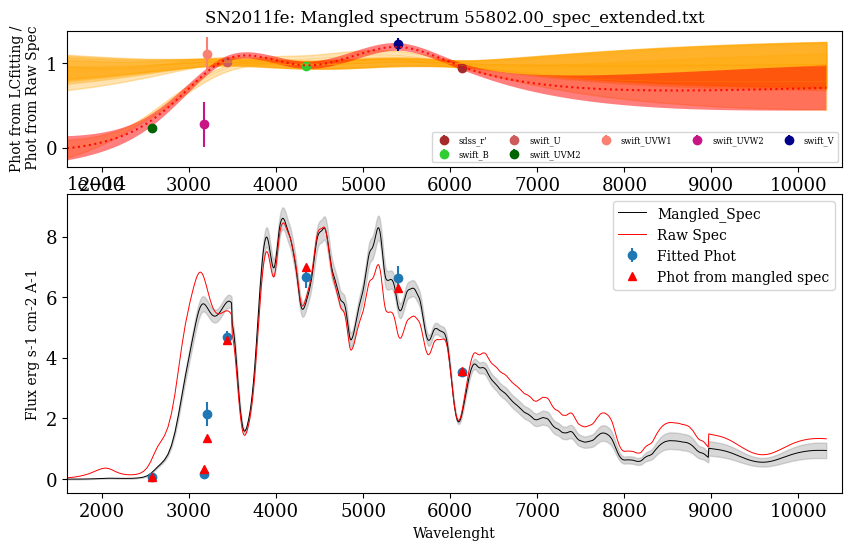 SN2011fe: Mangled spectrum 55802.00_spec_extended.txt
Phot from LCfitting /
Phot from Raw Spec
1
0
sdss_r'
swift_B
swift_U
swift_UVM2
swift_UVW1
swift_UVW2
swift_V
2000 3000 4000 5000 6000 7000 8000 9000 10000
Flux erg s-1 cm-2 A-1
8
6
4
2
0
Mangled_Spec
Raw Spec
Fitted Phot
Phot from mangled spec
2000 3000 4000 5000 6000 7000 8000 9000 10000
Wavelenght